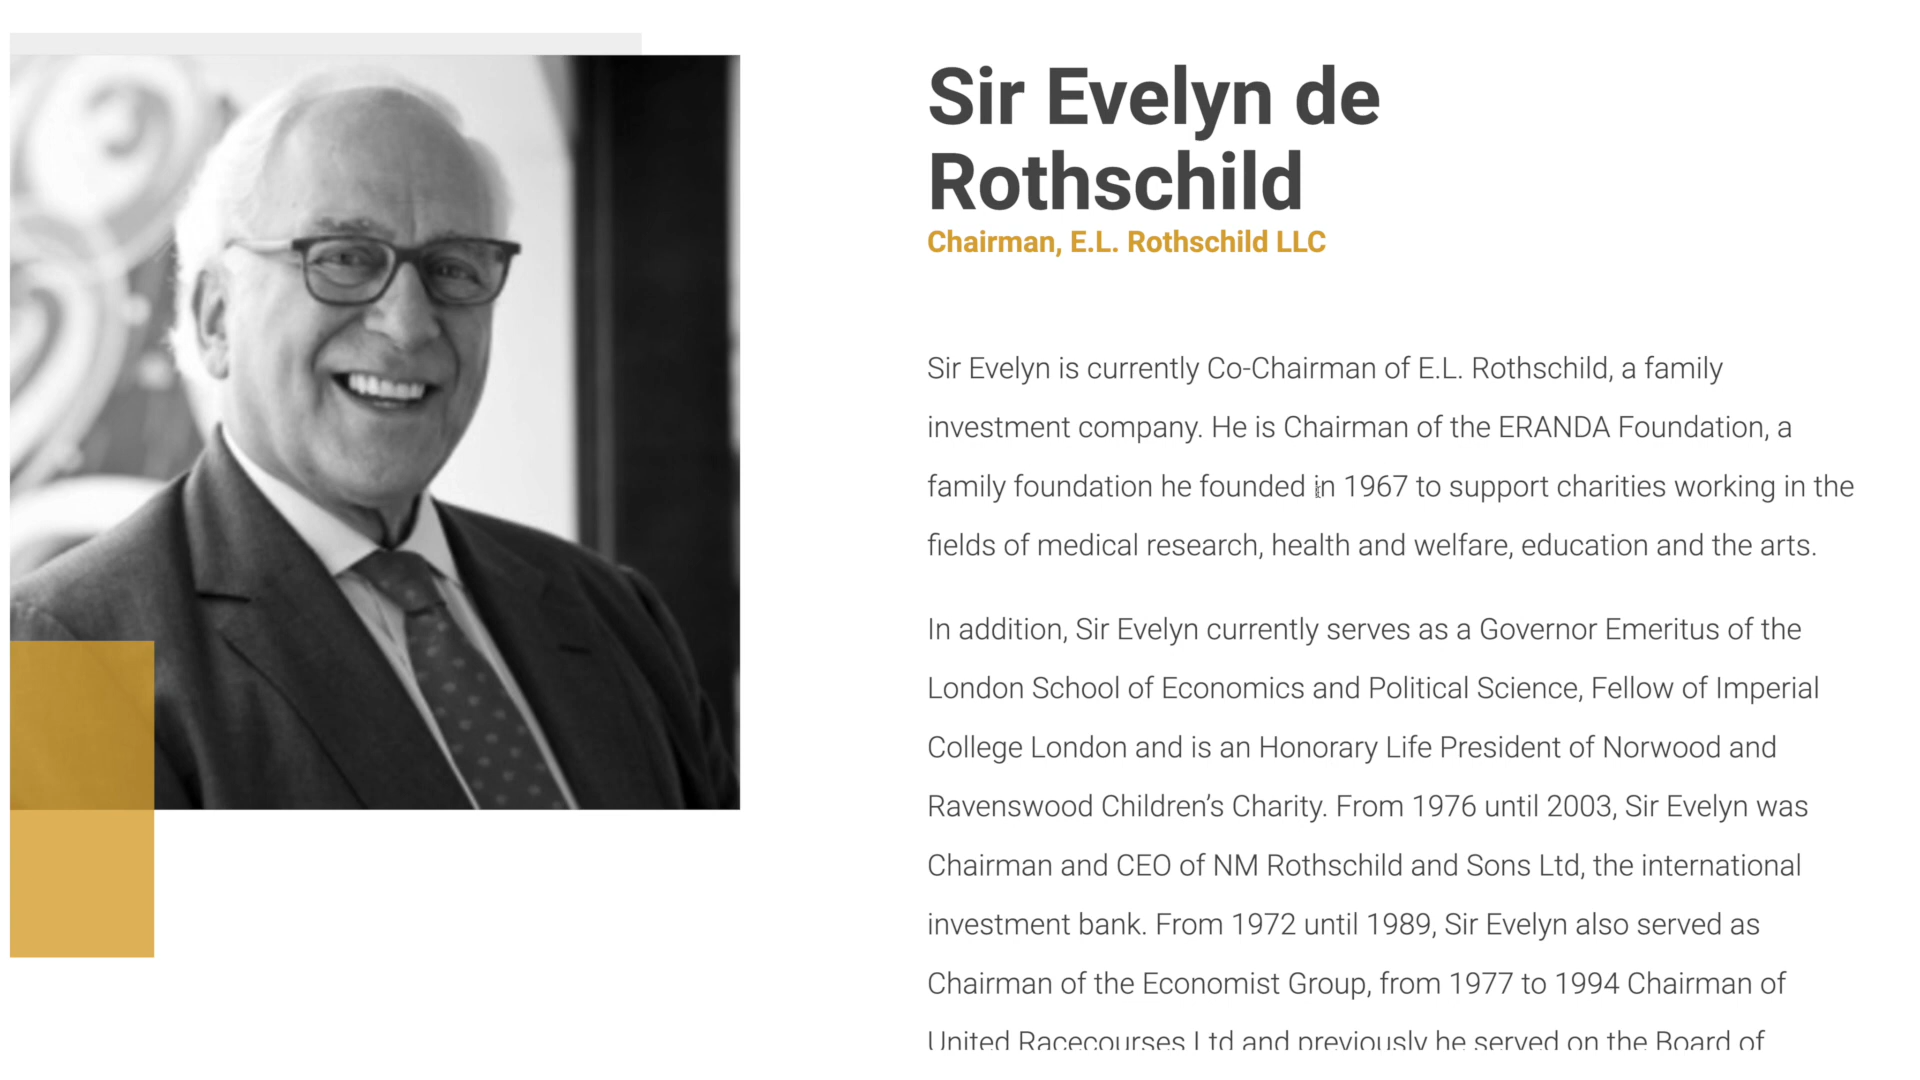 Sir Evelyn de
Rothschild
Chairman, E.L. Rothschild LLC
Sir Evelyn is currently Co-Chairman of E.L. Rothschild, a family
investment company. He is Chairman of the ERANDA Foundation, a
family foundation he founded in 1967 to support charities working in the
fields of medical research, health and welfare, education and the arts.
In addition, Sir Evelyn currently serves as a Governor Emeritus of the
London School of Economics and Political Science, Fellow of Imperial
College London and is an Honorary Life President of Norwood and
Ravenswood Children’s Charity. From 1976 until 2003, Sir Evelyn was
Chairman and CEO of NM Rothschild and Sons Ltd, the international
investment bank. From 1972 until 1989, Sir Evelyn also served as
Chairman of the Economist Group, from 1977 to 1994 Chairman of
United Racecourses Ltd and previously he served on the Board of